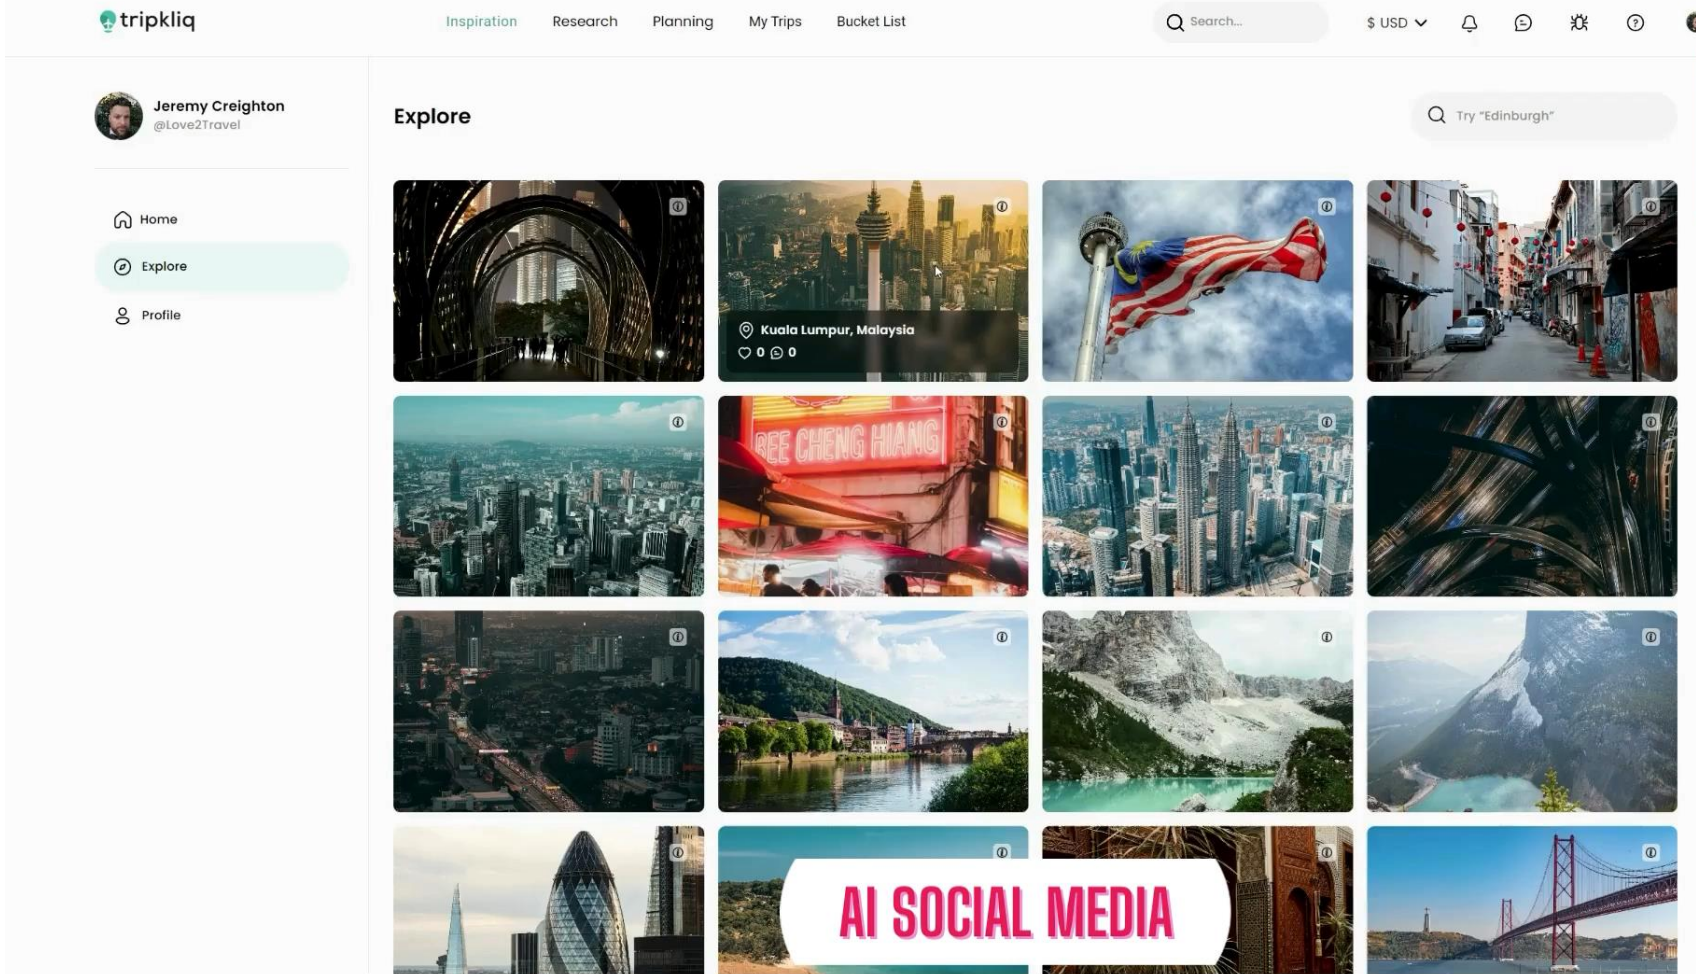 tripkliq
Inspiration
Research
Planning
My Trips
Bucket List
Search...
$ USD
Jeremy Creighton
@Love2Travel
Home
Explore
Profile
Explore
Try "Edinburgh"
Kuala Lumpur, Malaysia
0 0
BEE CHENG HIANG
AI SOCIAL MEDIA